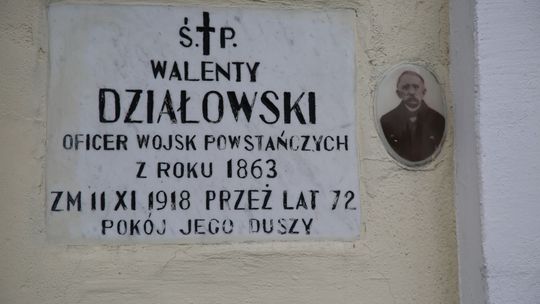 Ś.†P.
WALENTY
DZIAŁOWSKI
OFICER WOJSK POWSTAŃCZYCH
Z ROKU 1863
ZM 11 XI 1918 PRZEŻ LAT 72
POKÓJ JEGO DUSZY